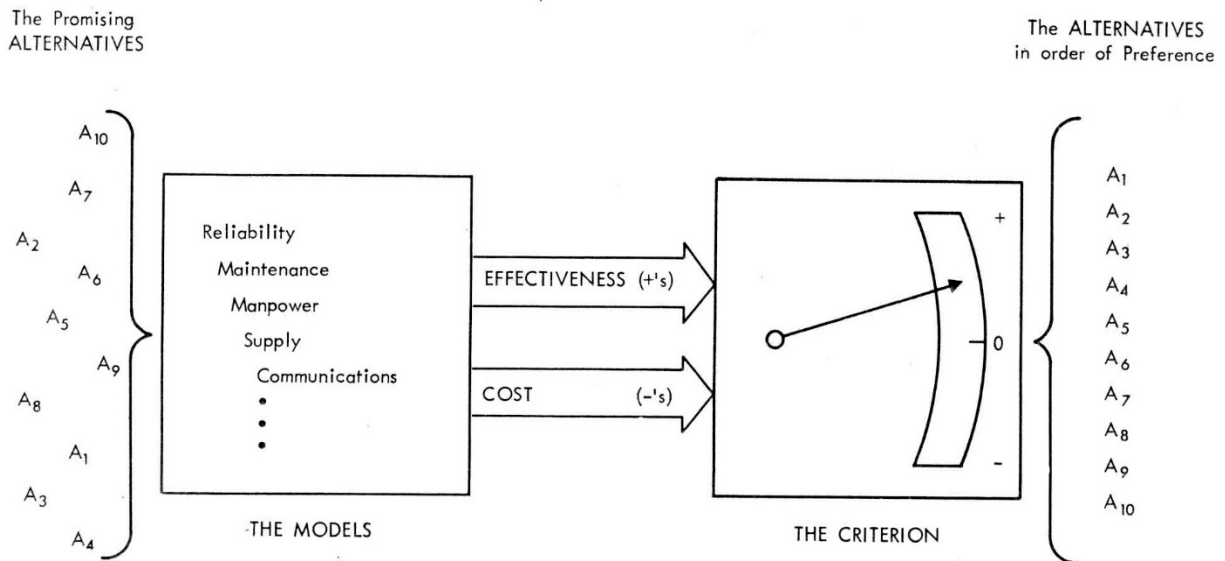 The Promising
ALTERNATIVES
A10
A7
A2
A6
A5
A9
A8
A1
A3
A4
Reliability
Maintenance
Manpower
Supply
Communications
THE MODELS
EFFECTIVENESS (+'s)
COST (-'s)
+
0
-
THE CRITERION
The ALTERNATIVES
in order of Preference
A1
A2
A3
A4
A5
A6
A7
A8
A9
A10